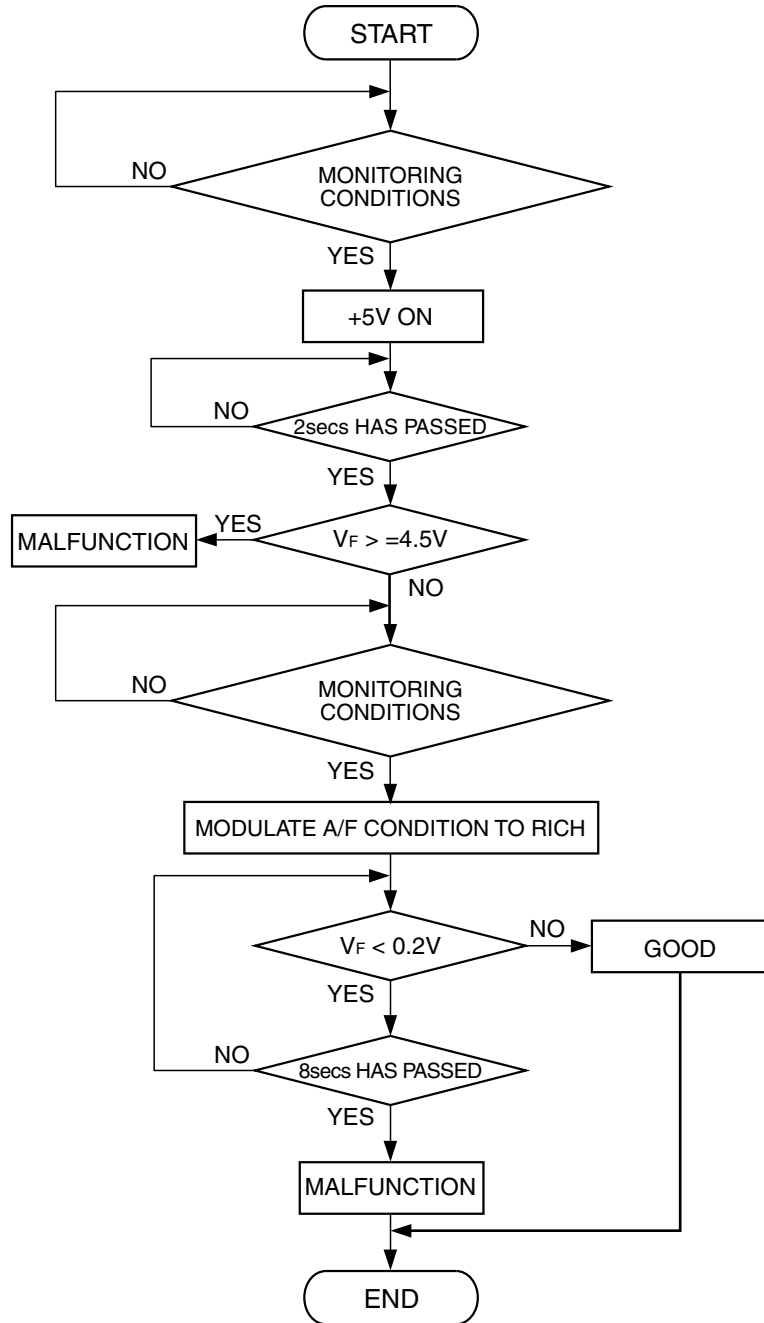 START
NO
MONITORING
CONDITIONS
YES
+5V ON
NO
2secs HAS PASSED
YES
MALFUNCTION
YES
VF > =4.5V
NO
NO
MONITORING
CONDITIONS
YES
MODULATE A/F CONDITION TO RICH
VF < 0.2V
NO
GOOD
YES
NO
8secs HAS PASSED
YES
MALFUNCTION
END